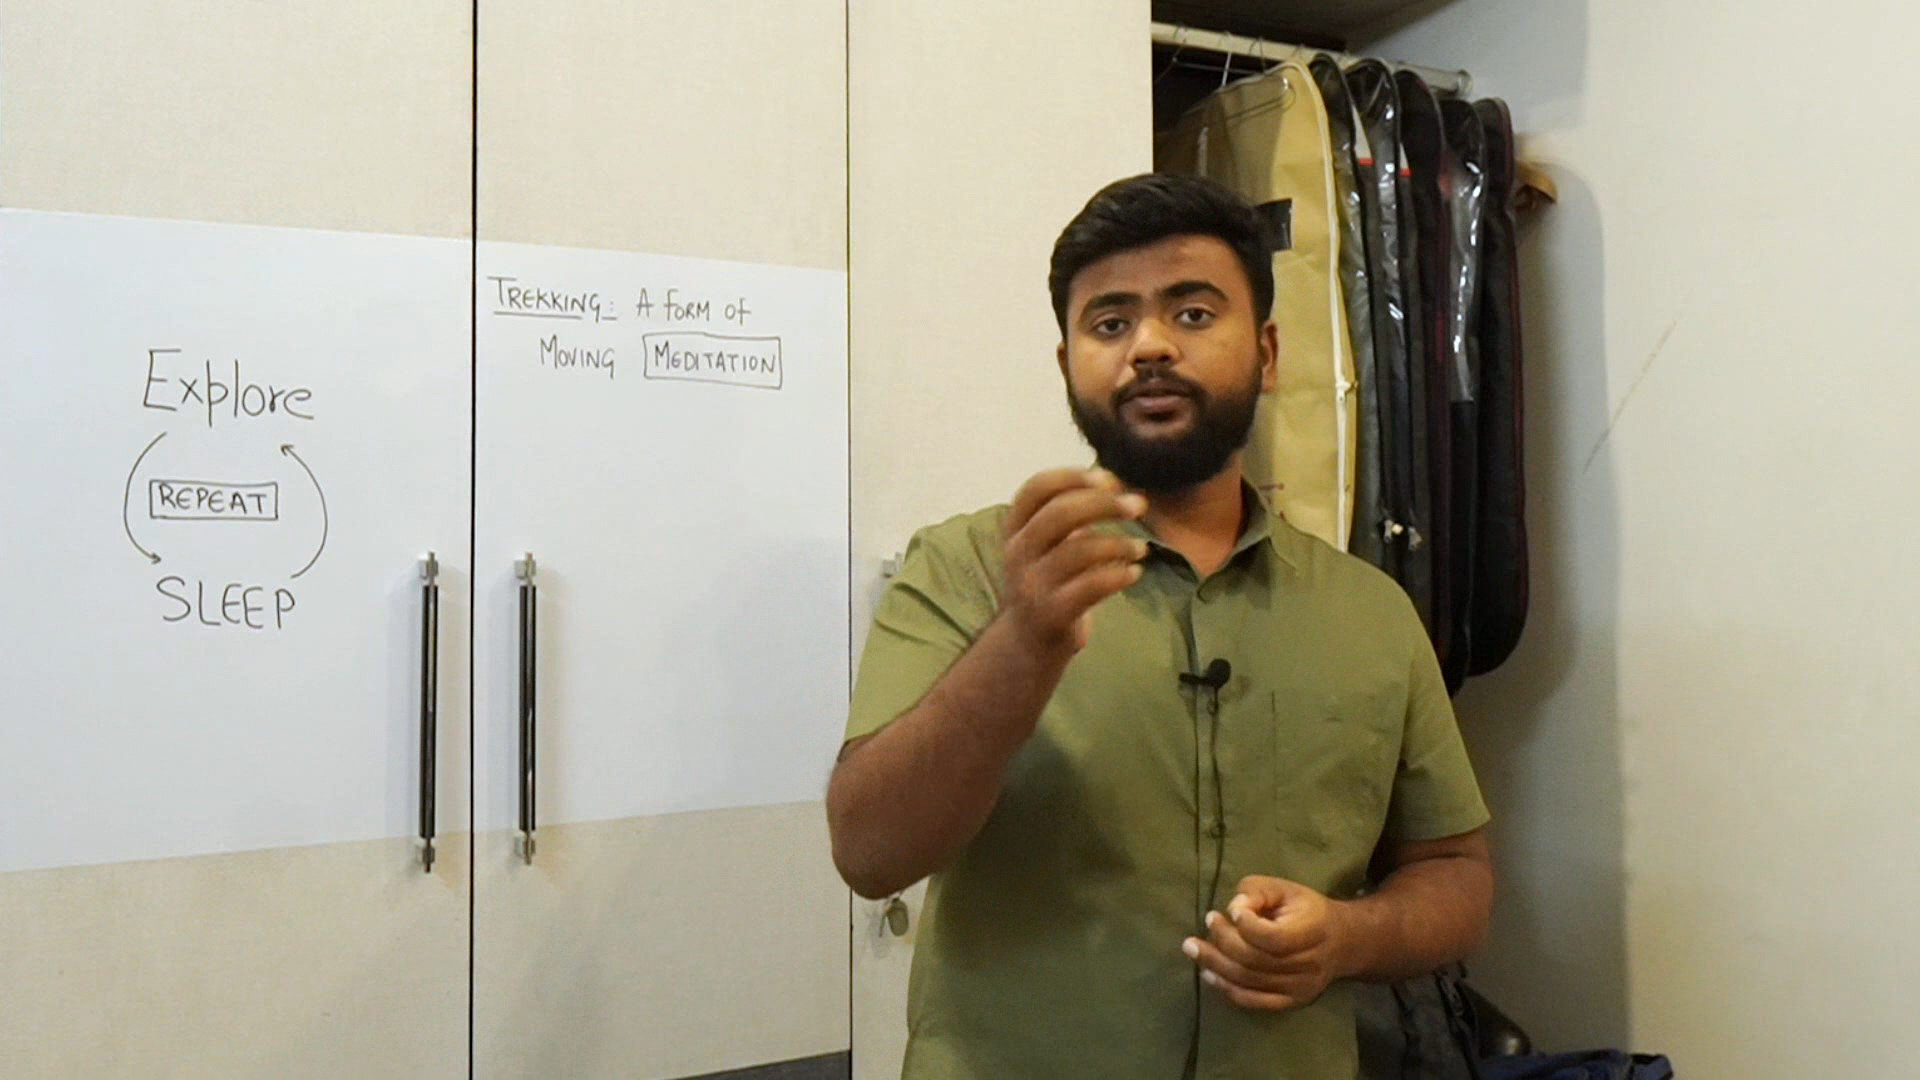 Explore
REPEAT
SLEEP
TREKKING: A FORM OF
MOVING MEDITATION